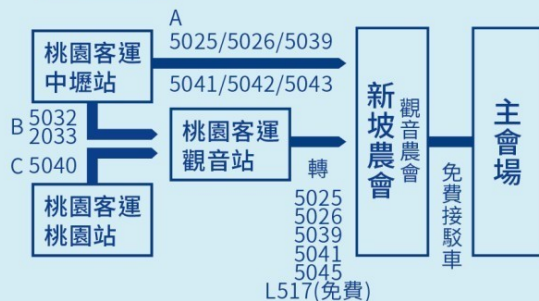 A
5025/5026/5039
5041/5042/5043
桃園客運
中壢站
B 5032
2033
C 5040
桃園客運
觀音站
桃園客運
桃園站
轉
5025
5026
5039
5041
5045
L517(免費)
新坡農會
觀音農會
免費接駁車
主會場